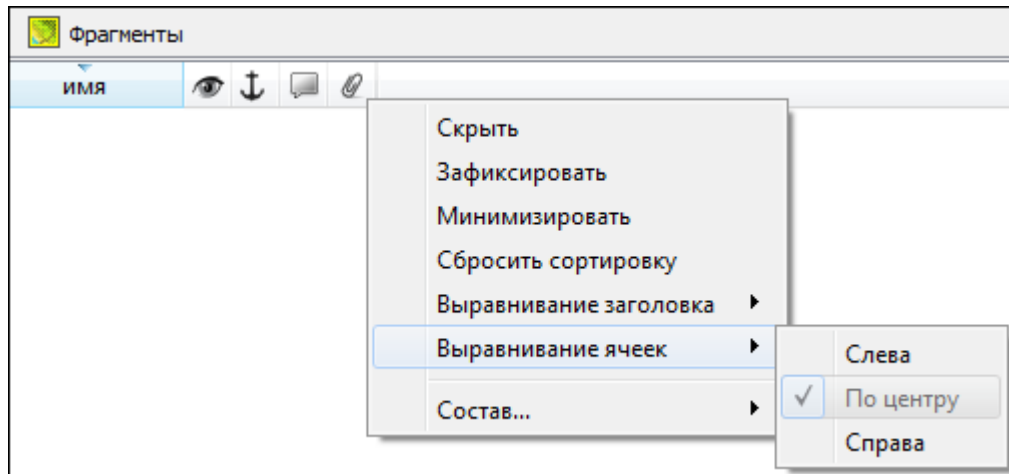 Фрагменты
имя
Скрыть
Зафиксировать
Минимизировать
Сбросить сортировку
Выравнивание заголовка
Выравнивание ячеек
Слева
По центру
Состав...
Справа